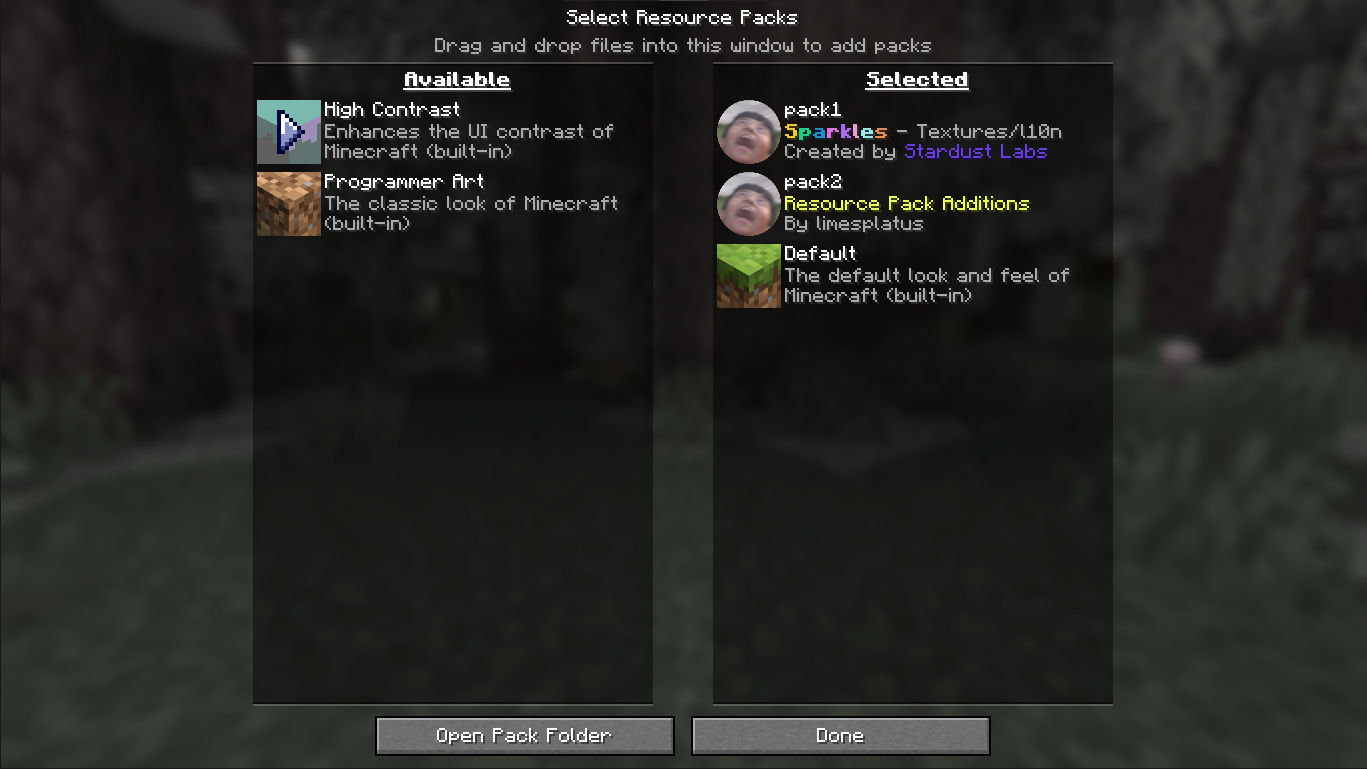 Select Resource Packs
Drag and drop files into this window to add packs
Available
High Contrast
Enhances the UI contrast of
Minecraft (built-in)
Programmer Art
The classic look of Minecraft
(built-in)
Selected
pack1
Sparkles - Textures/l10n
Created by Stardust Labs
pack2
Resource Pack Additions
By limesplatus
Default
The default look and feel of
Minecraft (built-in)
Open Pack Folder
Done